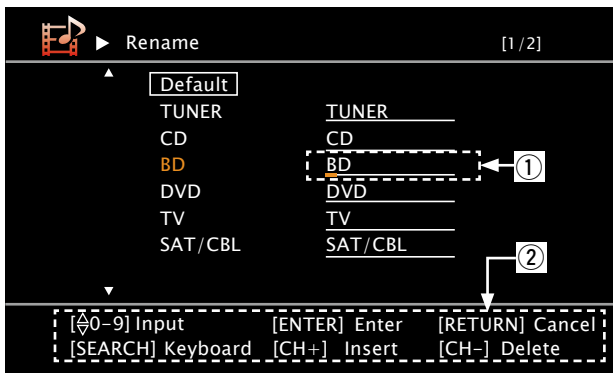 Rename [1/2]
Default
TUNER TUNER
CD CD
BD BD ①
DVD DVD
TV TV
SAT/CBL SAT/CBL
②
[△▽0-9] Input [ENTER] Enter [RETURN] Cancel
[SEARCH] Keyboard [CH+] Insert [CH-] Delete